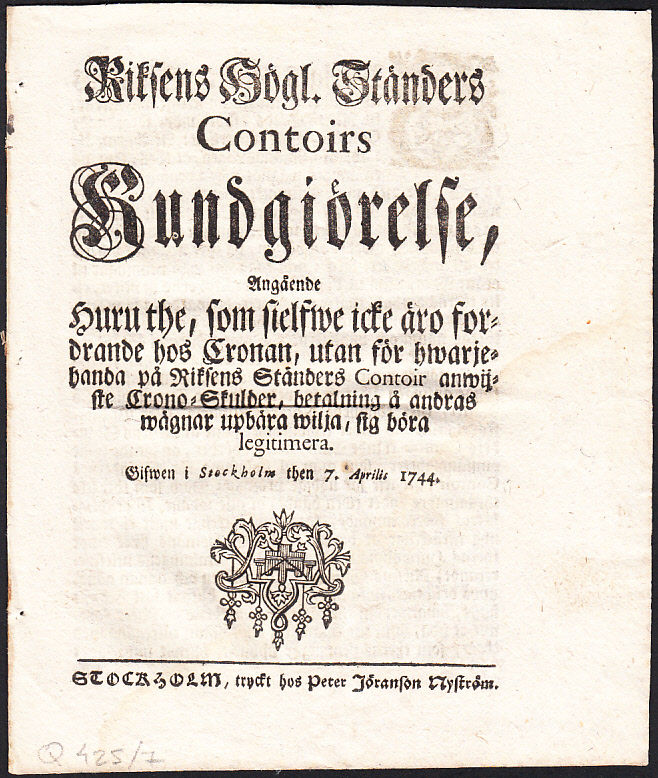 Riksens Högl. Ständers
Contoirs
Kundgiörelse,
Angående
Huru the, som sielfwe icke äro for-
drande hos Cronan, utan för hwarje-
handa på Riksens Ständers Contoir anwij-
ste Crono-Skulder, betalning å andras
wägnar upbära wilja, sig böra
legitimera.
Gifwen i Stockholm then 7. Aprilis 1744.
STOCKHOLM, tryckt hos Peter Jöranson Nyström.
Q 425/1